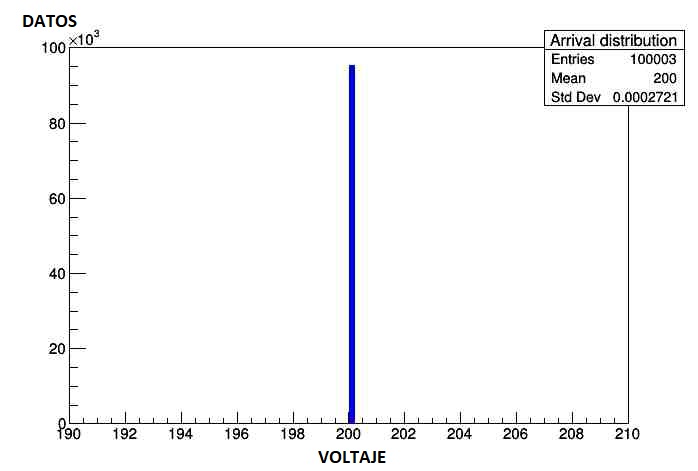 DATOS
×10³
Arrival distribution
Entries 100003
Mean 200
Std Dev 0.0002721
100
80
60
40
20
0
190 192 194 196 198 200 202 204 206 208 210
VOLTAJE